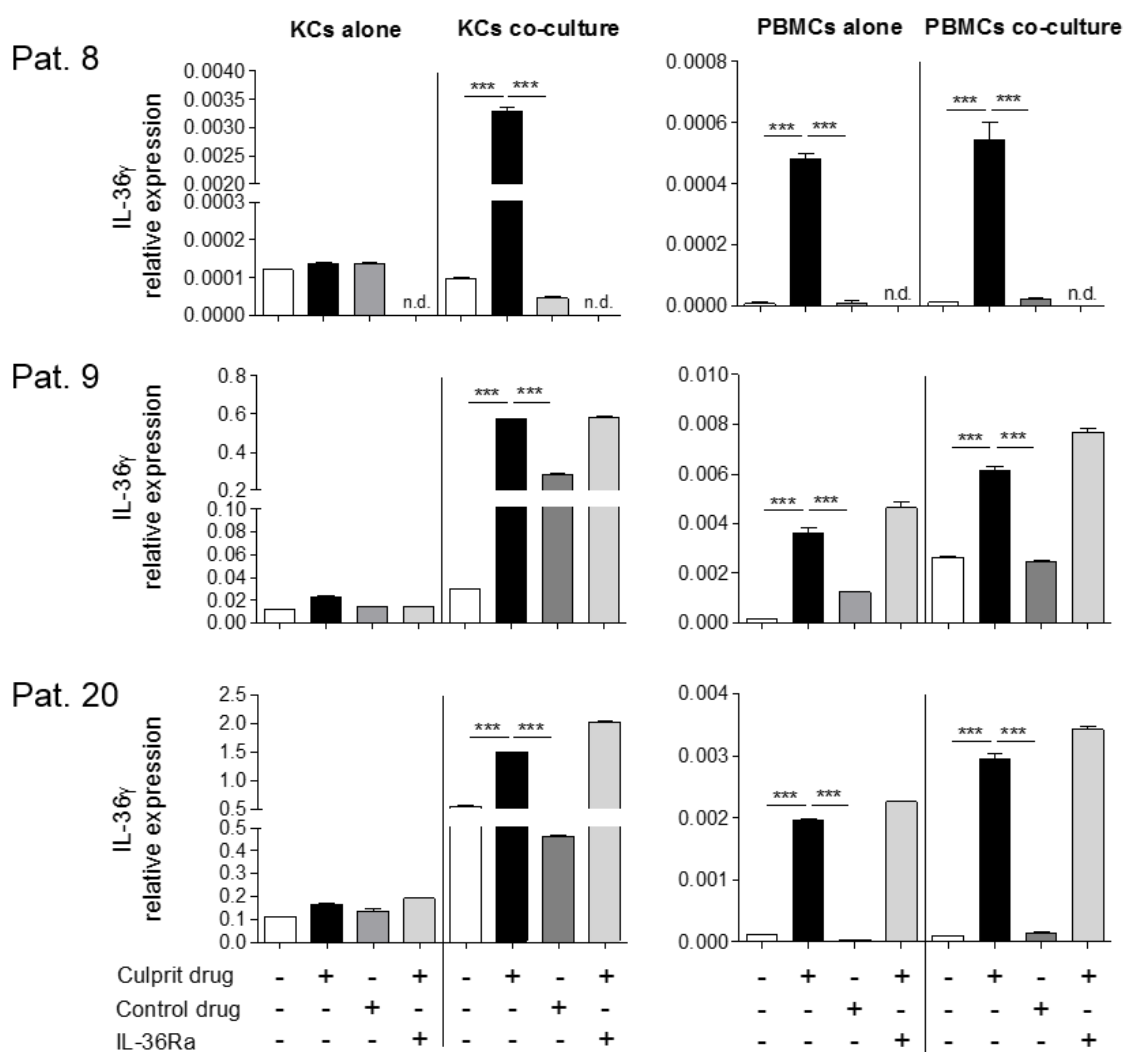 KCs alone KCs co-culture PBMCs alone PBMCs co-culture
Pat. 8
IL-36γ
relative expression
0.0040
0.0035
0.0030
0.0025
0.0020
0.0003
0.0002
0.0001
0.0000
*** ***
n.d. n.d.
0.0008
0.0006
0.0004
0.0002
0.0000
*** *** *** ***
n.d. n.d.
Pat. 9
IL-36γ
relative expression
0.8
0.6
0.4
0.2
0.10
0.08
0.06
0.04
0.02
0.00
*** ***
0.010
0.008
0.006
0.004
0.002
0.000
*** *** *** ***
Pat. 20
IL-36γ
relative expression
2.5
2.0
1.5
1.0
0.5
0.5
0.4
0.3
0.2
0.1
0.0
*** ***
0.004
0.003
0.002
0.001
0.000
*** *** *** ***
Culprit drug - + - + - + - + - + - + - + - +
Control drug - - + - - - + - - - + - - - + -
IL-36Ra - - - + - - - + - - - + - - - +